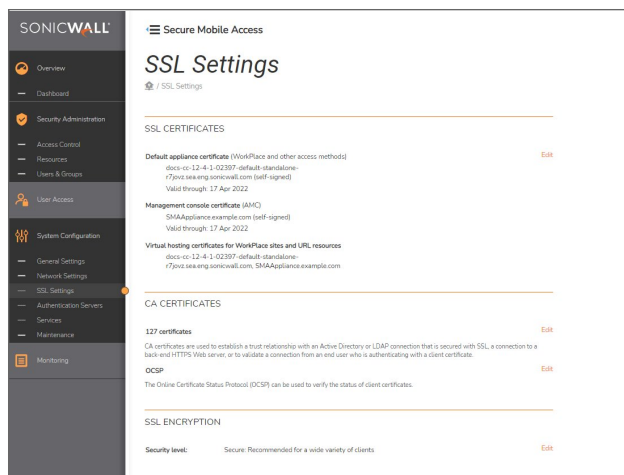 SONICWALL
Secure Mobile Access
SSL Settings
/ SSL Settings
Overview
Dashboard
Security Administration
Access Control
Resources
Users & Groups
User Access
System Configuration
General Settings
Network Settings
SSL Settings
Authentication Servers
Services
Maintenance
Monitoring
SSL CERTIFICATES
Default appliance certificate (WorkPlace and other access methods) Edit
docs-cc-12-4-1-02397-default-standalone-
r7jovz.sea.eng.sonicwall.com (self-signed)
Valid through: 17 Apr 2022
Management console certificate (AMC)
SMAAppliance.example.com (self-signed)
Valid through: 17 Apr 2022
Virtual hosting certificates for WorkPlace sites and URL resources
docs-cc-12-4-1-02397-default-standalone-
r7jovz.sea.eng.sonicwall.com, SMAAppliance.example.com
CA CERTIFICATES
127 certificates Edit
CA certificates are used to establish a trust relationship with an Active Directory or LDAP connection that is secured with SSL, a connection to a
back-end HTTPS Web server, or to validate a connection from an end user who is authenticating with a client certificate.
OCSP Edit
The Online Certificate Status Protocol (OCSP) can be used to verify the status of client certificates.
SSL ENCRYPTION
Security level: Secure: Recommended for a wide variety of clients Edit